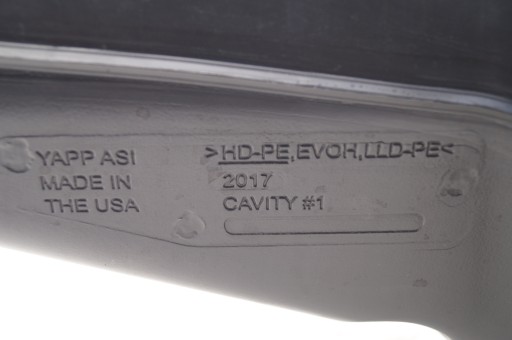 YAPP ASI
MADE IN
THE USA
>HD-PE,EVOH,LLD-PE<
2017
CAVITY #1